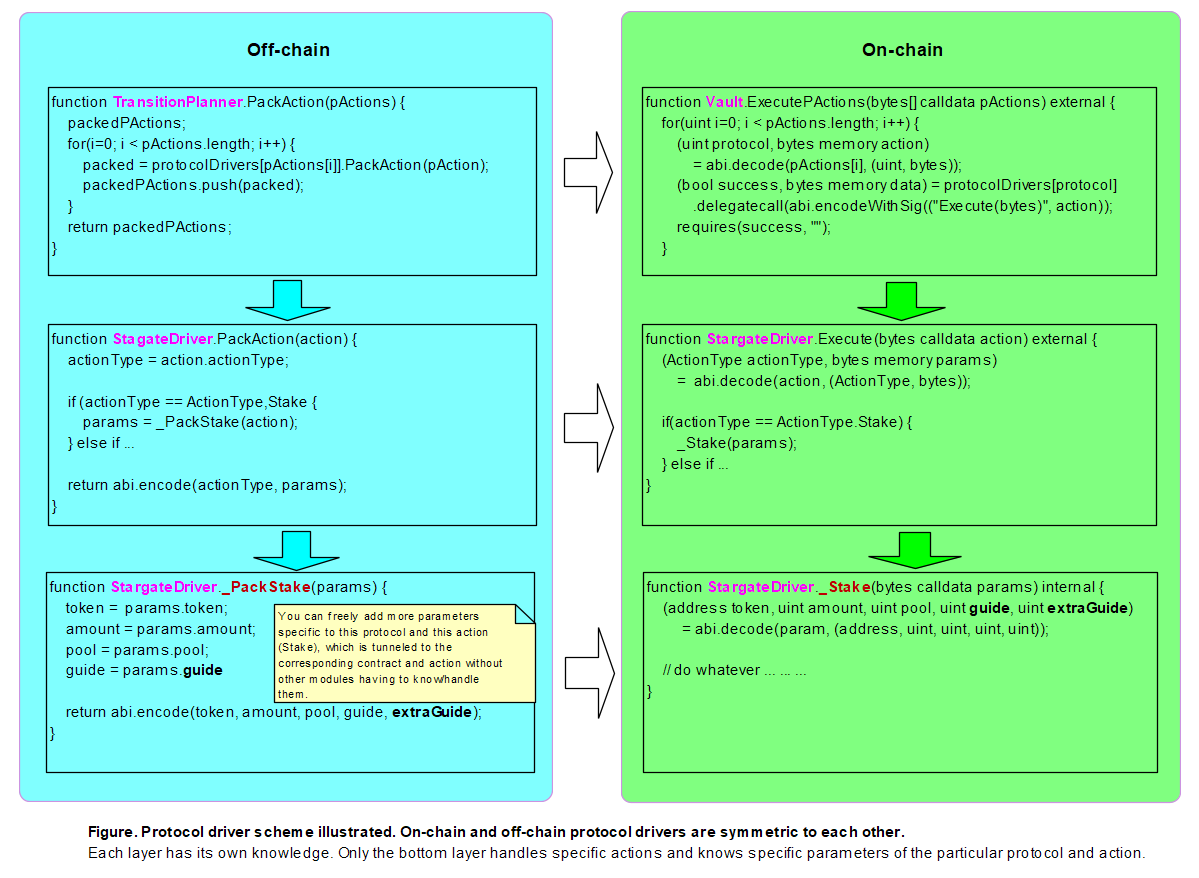 Off-chain
function TransitionPlanner.PackAction(pActions) {
packedPActions;
for(i=0; i < pActions.length; i++) {
packed = protocolDrivers[pActions[i]].PackAction(pAction);
packedPActions.push(packed);
}
return packedPActions;
}
function StagateDriver.PackAction(action) {
actionType = action.actionType;
if (actionType == ActionType,Stake {
params = _PackStake(action);
} else if ...
return abi.encode(actionType, params);
}
function StargateDriver._PackStake(params) {
token = params.token;
amount = params.amount;
pool = params.pool;
guide = params.guide
You can freely add more parameters
specific to this protocol and this action
(Stake), which is tunneled to the
corresponding contract and action without
other modules having to know/handle
them.
return abi.encode(token, amount, pool, guide, extraGuide);
}
On-chain
function Vault.ExecutePActions(bytes[] calldata pActions) external {
for(uint i=0; i < pActions.length; i++) {
(uint protocol, bytes memory action)
= abi.decode(pActions[i], (uint, bytes));
(bool success, bytes memory data) = protocolDrivers[protocol]
.delegatecall(abi.encodeWithSig(("Execute(bytes)", action));
requires(success, "");
}
function StargateDriver.Execute(bytes calldata action) external {
(ActionType actionType, bytes memory params)
= abi.decode(action, (ActionType, bytes));
if(actionType == ActionType.Stake) {
_Stake(params);
} else if ...
}
function StargateDriver._Stake(bytes calldata params) internal {
(address token, uint amount, uint pool, uint guide, uint extraGuide)
= abi.decode(param, (address, uint, uint, uint, uint));
// do whatever ... ... ...
}
Figure. Protocol driver scheme illustrated. On-chain and off-chain protocol drivers are symmetric to each other.
Each layer has its own knowledge. Only the bottom layer handles specific actions and knows specific parameters of the particular protocol and action.